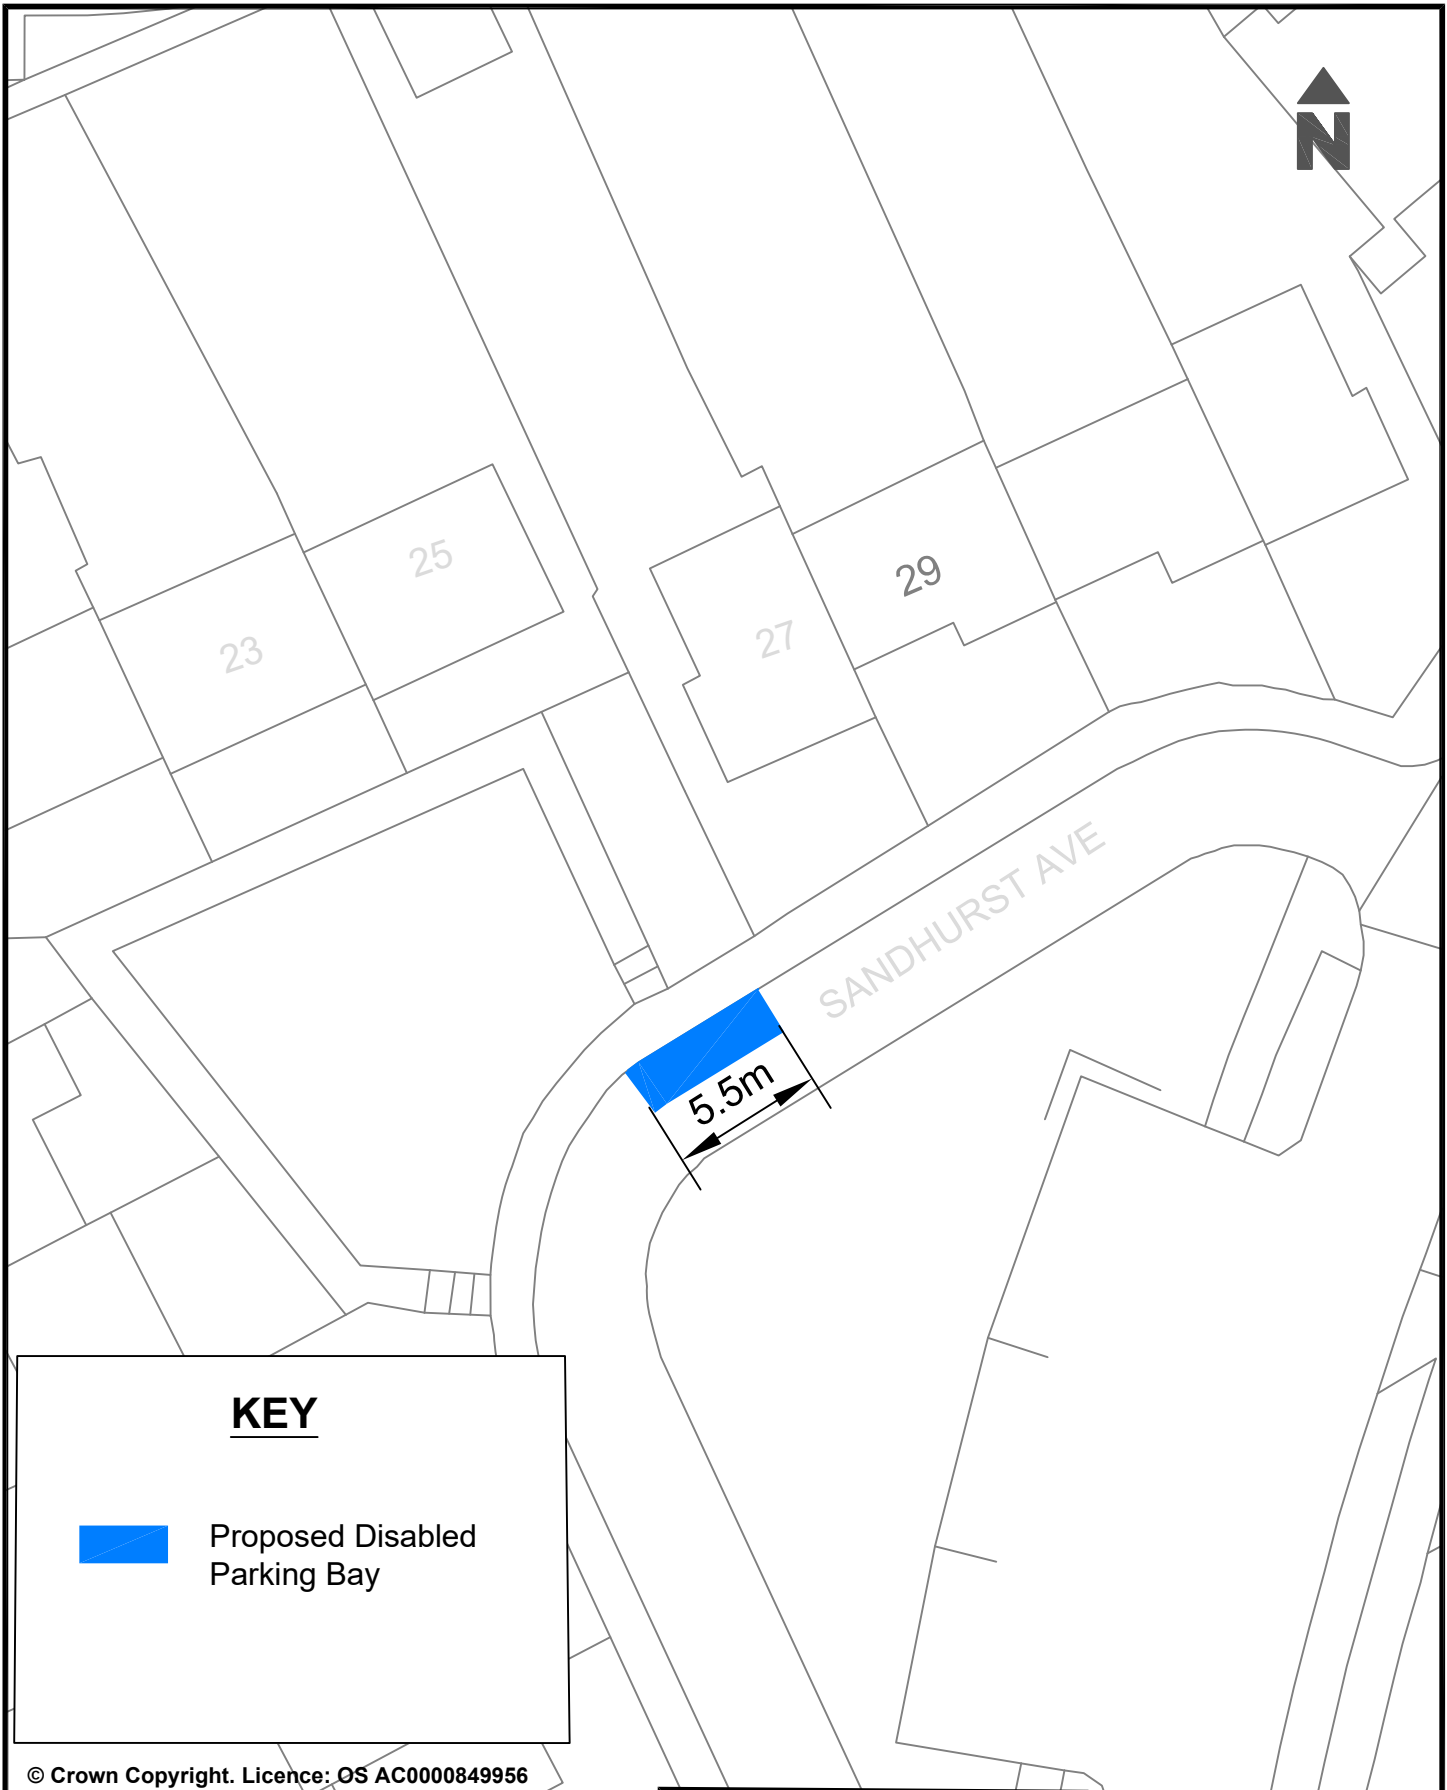 N
25
29
27
23
SANDHURST AVE
5.5m
KEY
Proposed Disabled
Parking Bay
© Crown Copyright. Licence: OS AC0000849956